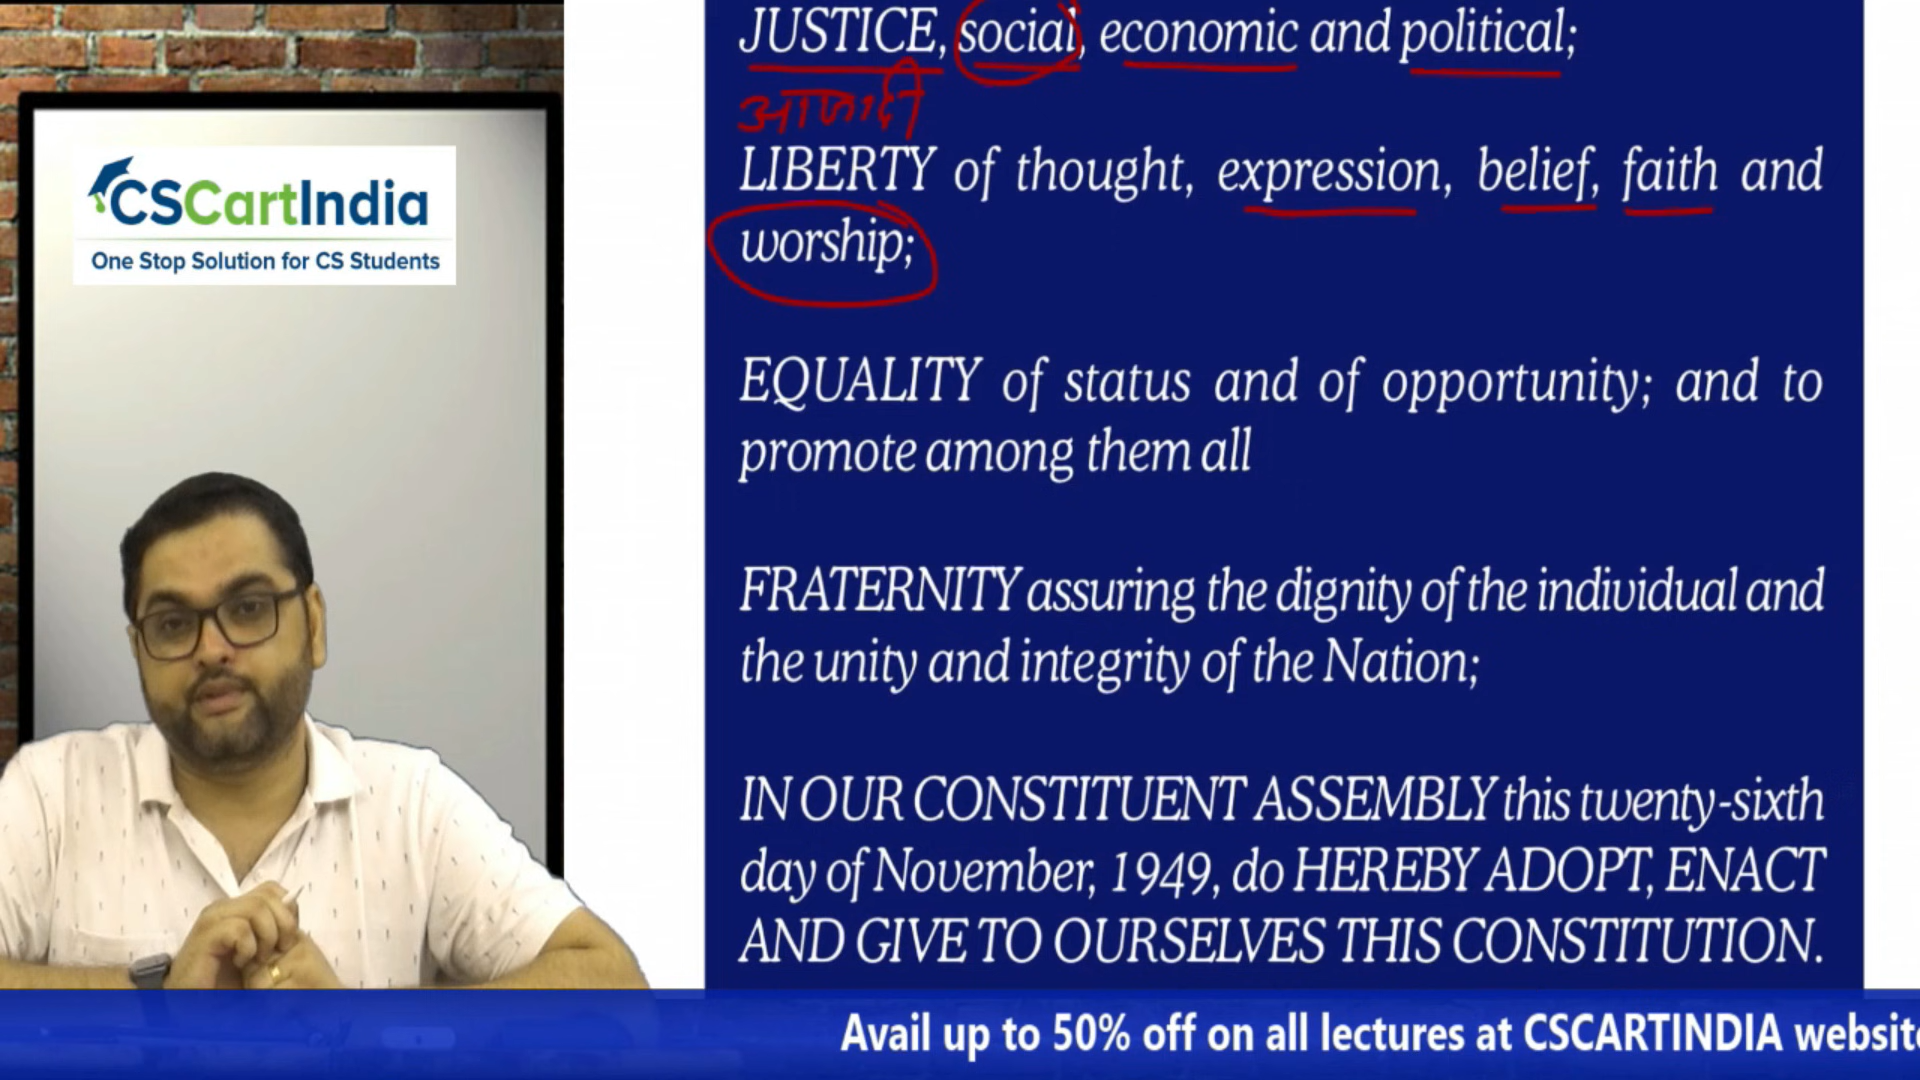 JUSTICE, social, economic and political;
आजादी
LIBERTY of thought, expression, belief, faith and
worship;
EQUALITY of status and of opportunity; and to
promote among them all
FRATERNITY assuring the dignity of the individual and
the unity and integrity of the Nation;
IN OUR CONSTITUENT ASSEMBLY this twenty-sixth
day of November, 1949, do HEREBY ADOPT, ENACT
AND GIVE TO OURSELVES THIS CONSTITUTION.
CSCartIndia
One Stop Solution for CS Students
Avail up to 50% off on all lectures at CSCARTINDIA website